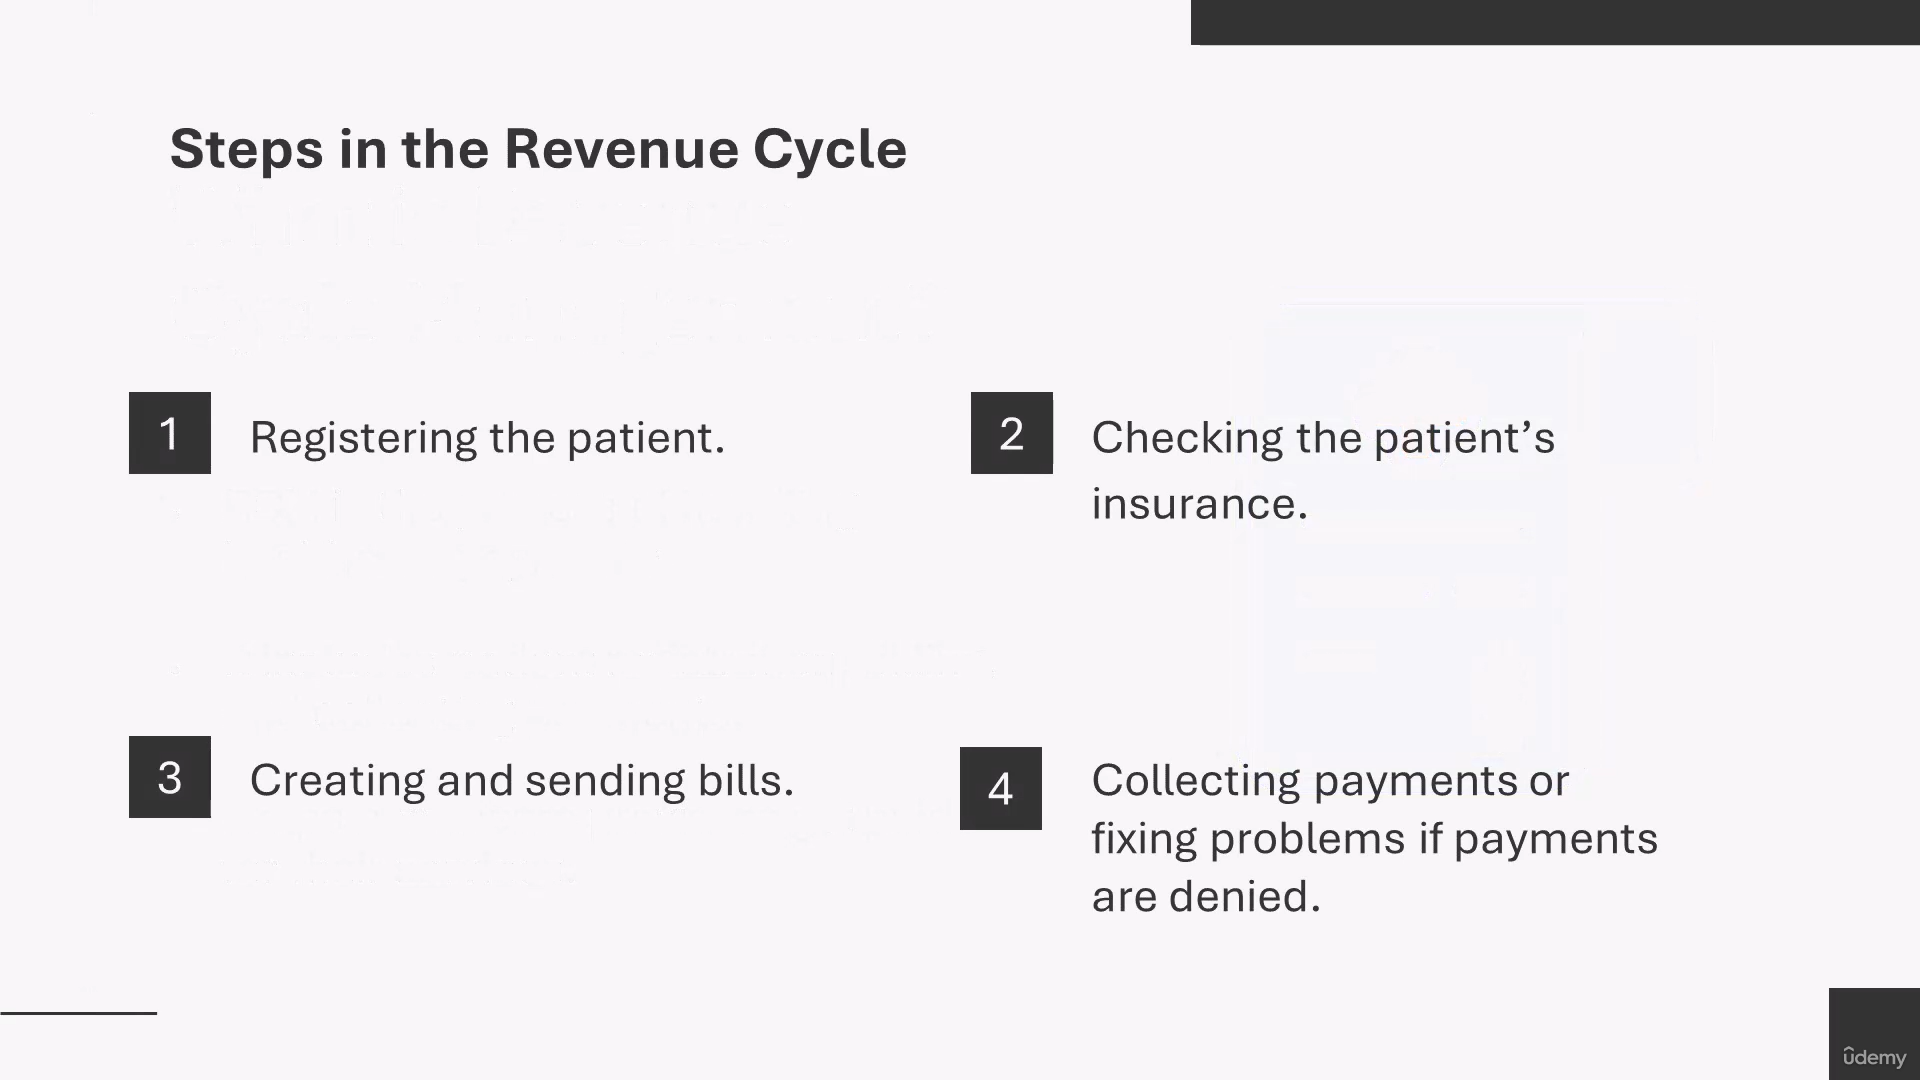 Steps in the Revenue Cycle
1
Registering the patient.
2
Checking the patient’s
insurance.
3
Creating and sending bills.
4
Collecting payments or
fixing problems if payments
are denied.
ûdemy